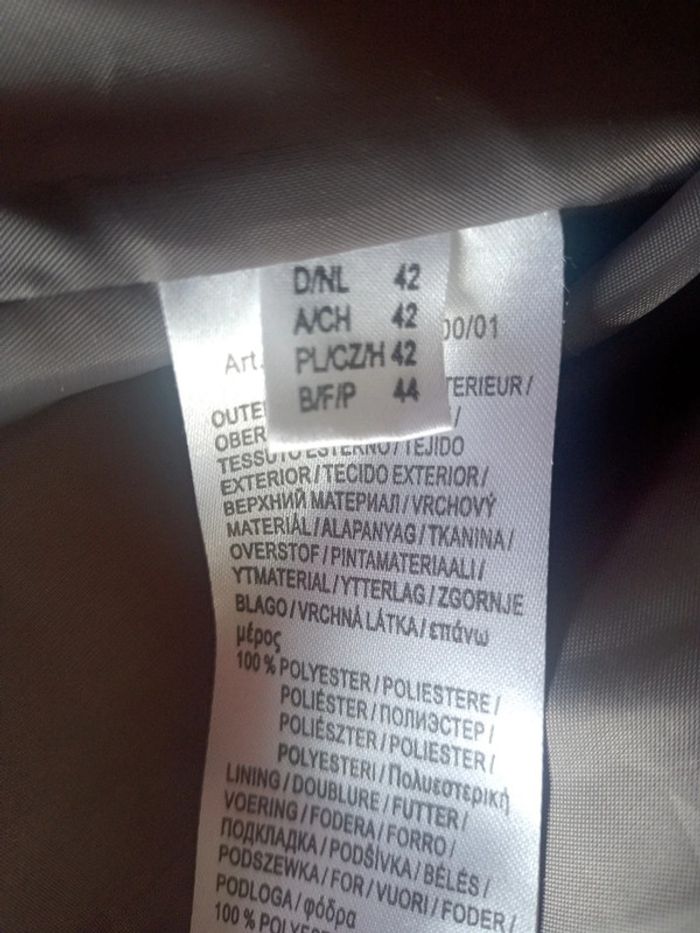 D/NL 42
A/CH 42
PL/CZ/H 42
B/F/P 44
Art.
00/01
OUTE
TERIEUR /
OBER
/
TESSUTO ESTERNO / TEJIDO
EXTERIOR / TECIDO EXTERIOR /
ВЕРХНИЙ МАТЕРИАЛ / VRCHOVÝ
MATERIÁL / ALAPANYAG / TKANINA /
OVERSTOF / PINTAMATERIAALI /
YTMATERIAL / YTTERLAG / ZGORNJE
BLAGO / VRCHNÁ LÁTKA / επάνω
μέρος
100 % POLYESTER / POLIESTERE /
POLIÉSTER / ПОЛИЭСТЕР /
POLIÉSZTER / POLIESTER /
POLYESTERI / Πολυεστερική
LINING / DOUBLURE / FUTTER /
VOERING / FODERA / FORRO /
ПОДКЛАДКА / PODŠÍVKA / BÉLÉS /
PODSZEWKA / FOR / VUORI / FODER /
PODLOGA / φόδρα
100 % POLYESTER